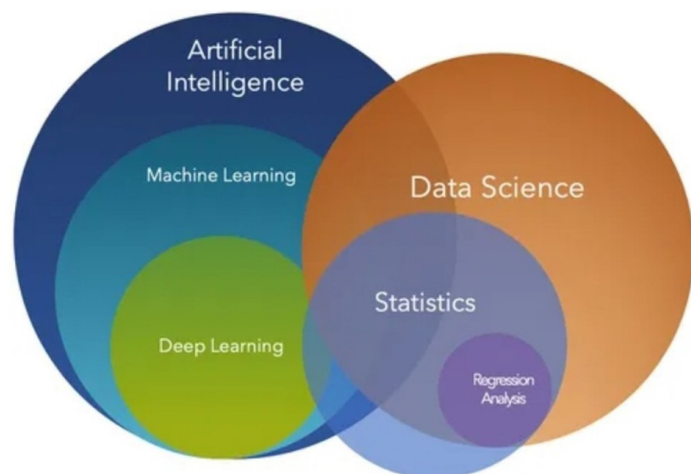 Artificial
Intelligence
Machine Learning
Data Science
Statistics
Deep Learning
Regression
Analysis